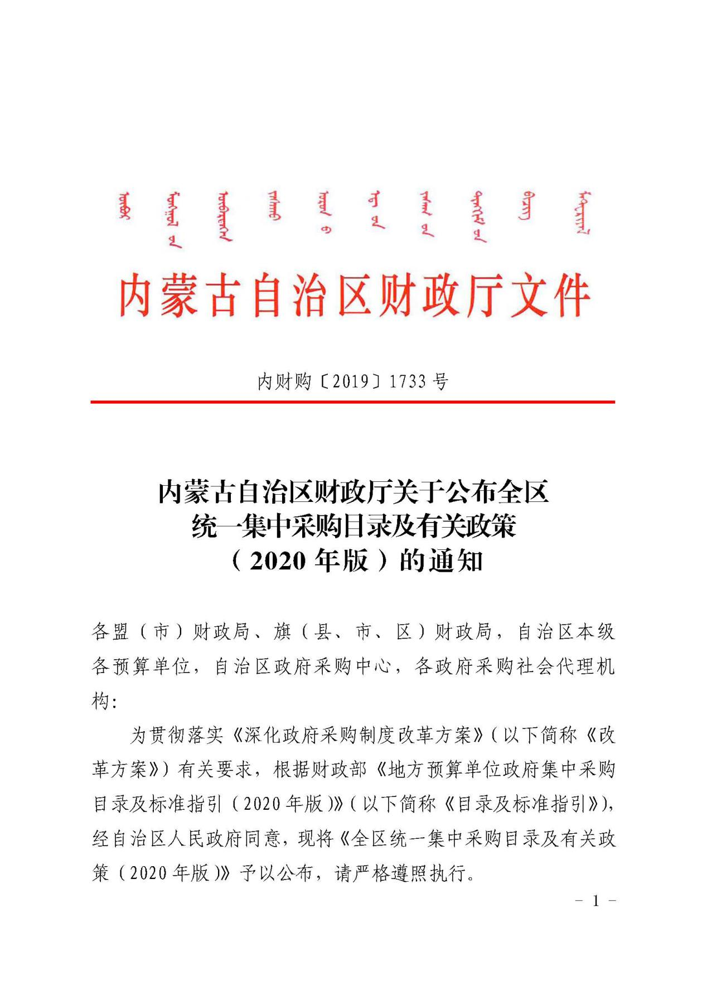 内蒙古自治区财政厅文件
内财购〔2019〕1733 号
内蒙古自治区财政厅关于公布全区
统一集中采购目录及有关政策
（2020 年版）的通知
各盟（市）财政局、旗（县、市、区）财政局，自治区本级
各预算单位，自治区政府采购中心，各政府采购社会代理机
构：
为贯彻落实《深化政府采购制度改革方案》（以下简称《改
革方案》）有关要求，根据财政部《地方预算单位政府集中采购
目录及标准指引（2020 年版）》（以下简称《目录及标准指引》），
经自治区人民政府同意，现将《全区统一集中采购目录及有关政
策（2020 年版）》予以公布，请严格遵照执行。
- 1 -